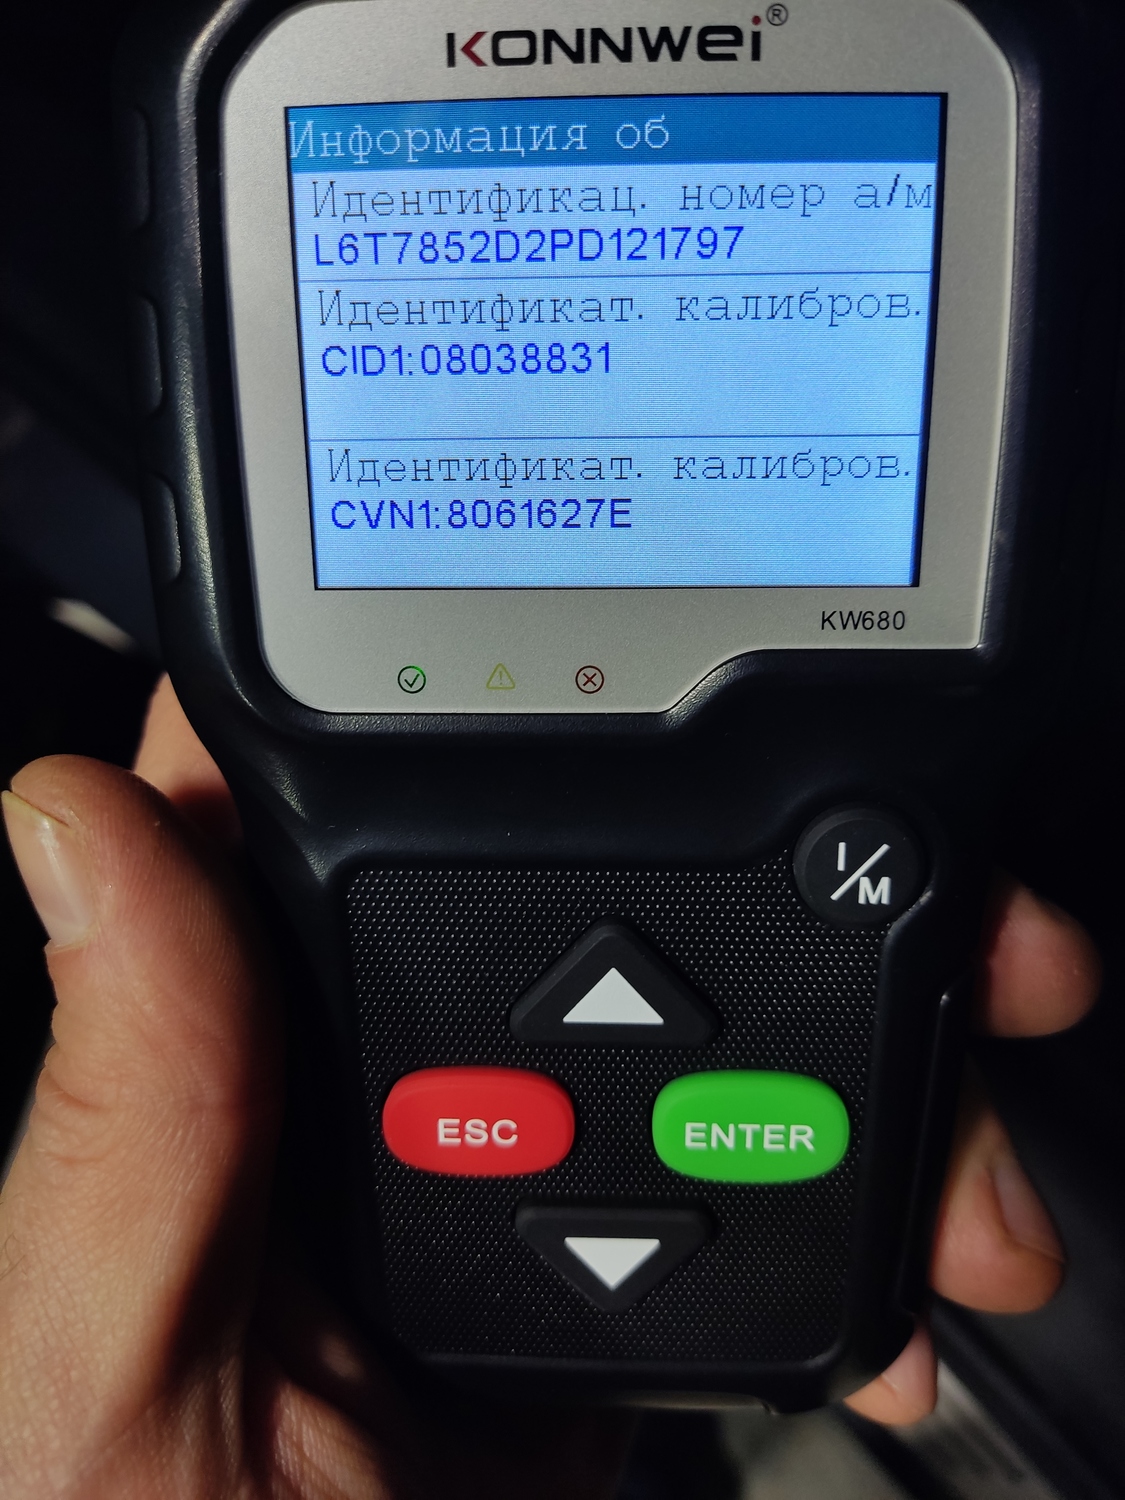 KONNWEI®
Информация об
Идентификац. номер а/м
L6T7852D2PD121797
Идентификат. калибров.
CID1:08038831
Идентификат. калибров.
CVN1:8061627E
KW680
I/M
ESC
ENTER